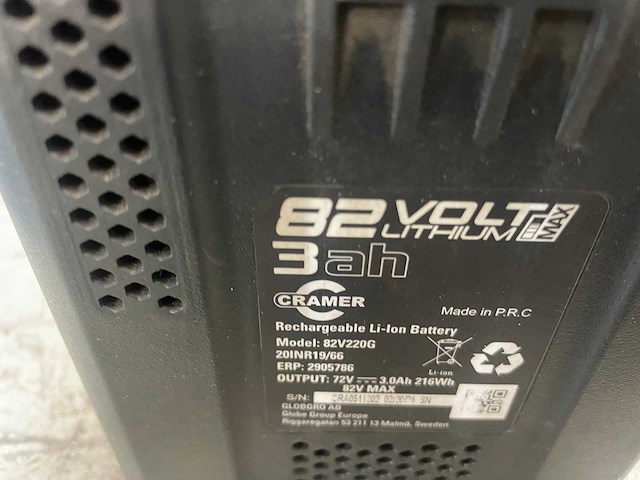 82 VOLT
LITHIUM MAX
3ah
CRAMER
Made in P.R.C
Rechargeable Li-Ion Battery
Model: 82V220G
20INR19/66
ERP: 2905786
Li-ion
OUTPUT: 72V ⎓ 3.0Ah 216Wh
82V MAX
S/N:
GLOBGRO AB
Globe Group Europe
Riggaregatan 53 211 13 Malmö, Sweden